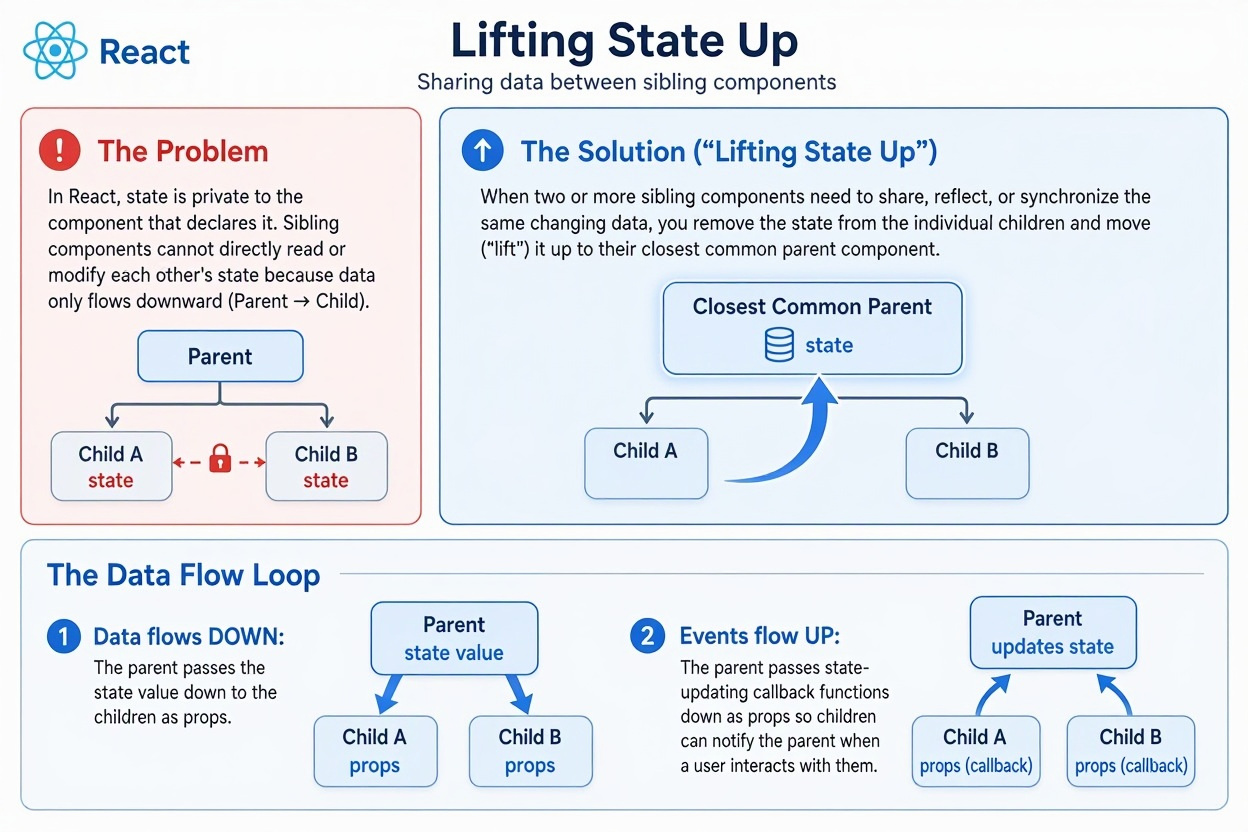 React
Lifting State Up
Sharing data between sibling components
!
The Problem
In React, state is private to the
component that declares it. Sibling
components cannot directly read or
modify each other's state because data
only flows downward (Parent → Child).
Parent
Child A
state
Child B
state
↑
The Solution (“Lifting State Up”)
When two or more sibling components need to share, reflect, or synchronize the
same changing data, you remove the state from the individual children and move
(“lift”) it up to their closest common parent component.
Closest Common Parent
state
Child A
Child B
The Data Flow Loop
1
Data flows DOWN:
The parent passes the
state value down to the
children as props.
Parent
state value
Child A
props
Child B
props
2
Events flow UP:
The parent passes state-
updating callback functions
down as props so children
can notify the parent when
a user interacts with them.
Parent
updates state
Child A
props (callback)
Child B
props (callback)